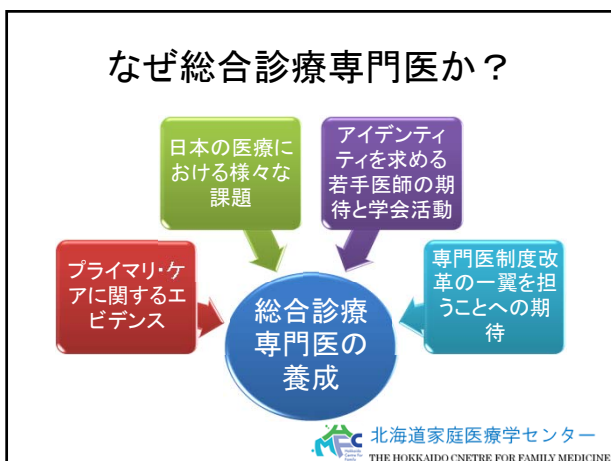 なぜ総合診療専門医か？
日本の医療に
おける様々な
課題
アイデンティ
ティを求める
若手医師の期
待と学会活動
プライマリ・ケ
アに関するエ
ビデンス
専門医制度改
革の一翼を担
うことへの期
待
総合診療
専門医の
養成
北海道家庭医療学センター
THE HOKKAIDO CNETRE FOR FAMILY MEDICINE
Hokkaido
Centre For
Family